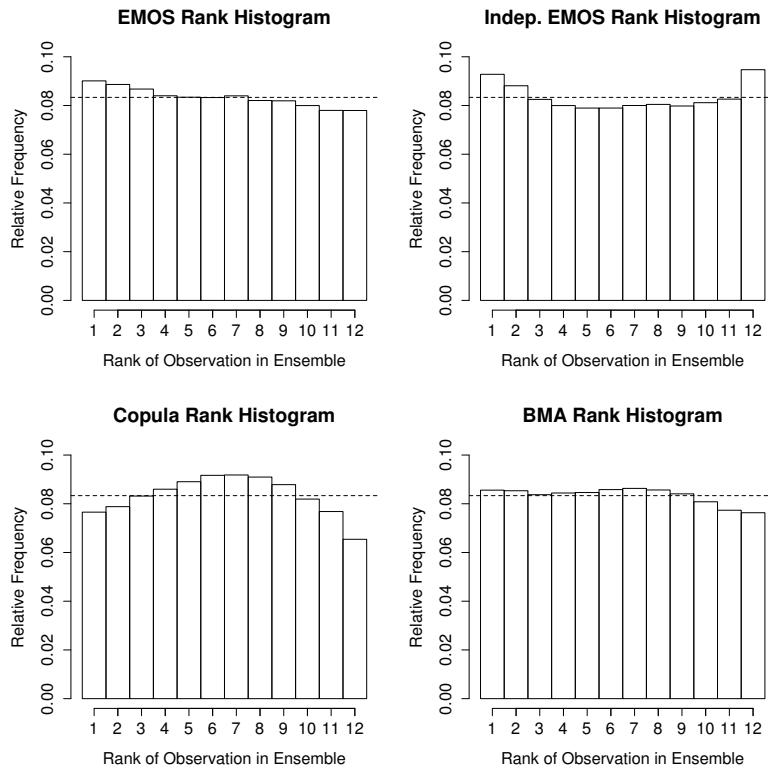 EMOS Rank Histogram
Relative Frequency
0.00 0.02 0.04 0.06 0.08 0.10
1 2 3 4 5 6 7 8 9 10 11 12
Rank of Observation in Ensemble
Indep. EMOS Rank Histogram
Relative Frequency
0.00 0.02 0.04 0.06 0.08 0.10
1 2 3 4 5 6 7 8 9 10 11 12
Rank of Observation in Ensemble
Copula Rank Histogram
Relative Frequency
0.00 0.02 0.04 0.06 0.08 0.10
1 2 3 4 5 6 7 8 9 10 11 12
Rank of Observation in Ensemble
BMA Rank Histogram
Relative Frequency
0.00 0.02 0.04 0.06 0.08 0.10
1 2 3 4 5 6 7 8 9 10 11 12
Rank of Observation in Ensemble